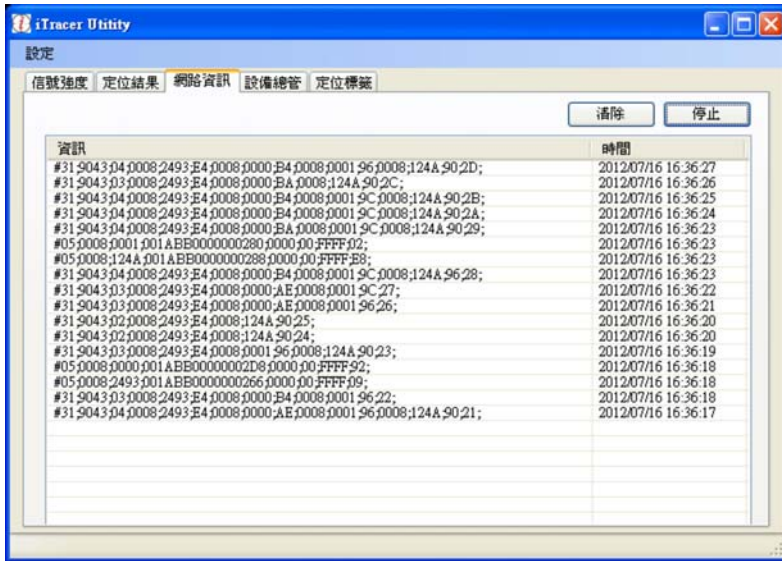 iTracer Utitity
設定
信號強度 定位結果 網路資訊 設備總管 定位標籤
清除 停止
資訊 時間
#31;9043;04;0008;2493;E4;0008;0000;B4;0008;0001;96;0008;124A;90;2D; 2012/07/16 16:36:27
#31;9043;03;0008;2493;E4;0008;0000;BA;0008;124A;90;2C; 2012/07/16 16:36:26
#31;9043;04;0008;2493;E4;0008;0000;B4;0008;0001;9C;0008;124A;90;2B; 2012/07/16 16:36:25
#31;9043;04;0008;2493;E4;0008;0000;B4;0008;0001;9C;0008;124A;90;2A; 2012/07/16 16:36:24
#31;9043;04;0008;2493;E4;0008;0000;BA;0008;0001;9C;0008;124A;90;29; 2012/07/16 16:36:23
#05;0008;0001;001ABB0000000280;0000;00;FFFF;02; 2012/07/16 16:36:23
#05;0008;124A;001ABB0000000288;0000;00;FFFF;E8; 2012/07/16 16:36:23
#31;9043;04;0008;2493;E4;0008;0000;B4;0008;0001;9C;0008;124A;96;28; 2012/07/16 16:36:23
#31;9043;03;0008;2493;E4;0008;0000;AE;0008;0001;9C;27; 2012/07/16 16:36:22
#31;9043;03;0008;2493;E4;0008;0000;AE;0008;0001;96;26; 2012/07/16 16:36:21
#31;9043;02;0008;2493;E4;0008;124A;90;25; 2012/07/16 16:36:20
#31;9043;02;0008;2493;E4;0008;124A;90;24; 2012/07/16 16:36:20
#31;9043;03;0008;2493;E4;0008;0001;96;0008;124A;90;23; 2012/07/16 16:36:19
#05;0008;0000;001ABB00000002D8;0000;00;FFFF;92; 2012/07/16 16:36:18
#05;0008;2493;001ABB0000000266;0000;00;FFFF;09; 2012/07/16 16:36:18
#31;9043;03;0008;2493;E4;0008;0000;B4;0008;0001;96;22; 2012/07/16 16:36:18
#31;9043;04;0008;2493;E4;0008;0000;AE;0008;0001;96;0008;124A;90;21; 2012/07/16 16:36:17